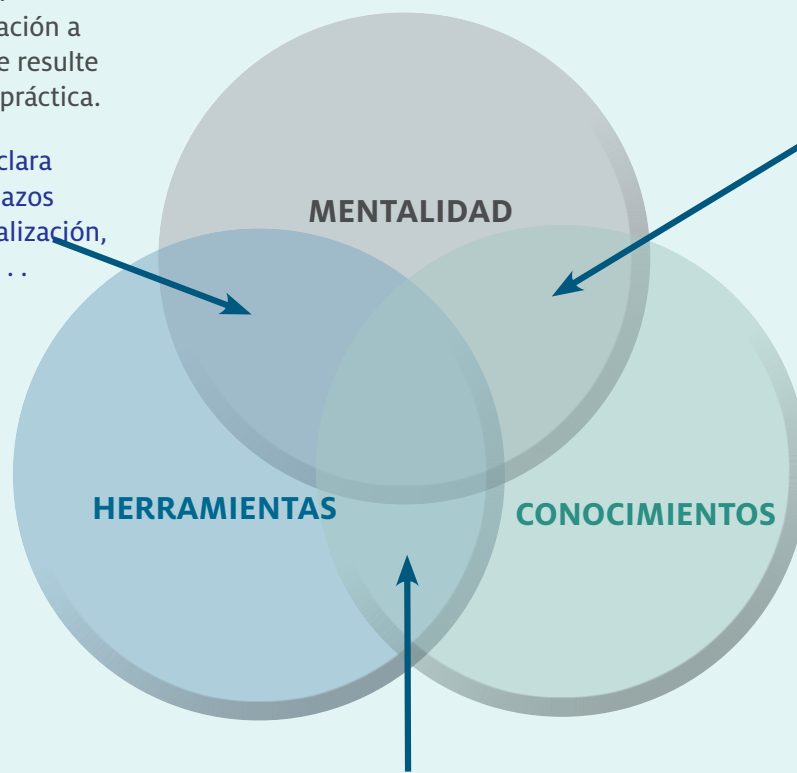 ación a
e resulte
práctica.
clara
azos
alización,
. .
MENTALIDAD
HERRAMIENTAS
CONOCIMIENTOS